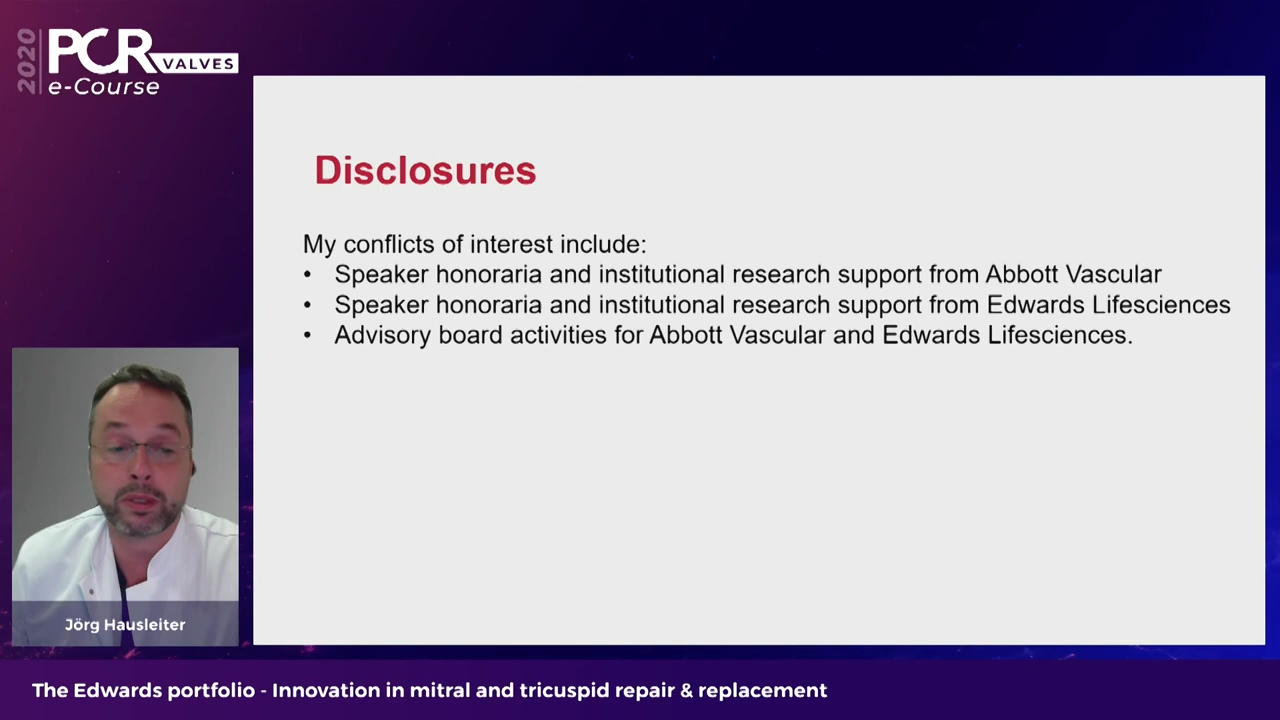 2020
PCR VALVES
e-Course
Disclosures
My conflicts of interest include:
• Speaker honoraria and institutional research support from Abbott Vascular
• Speaker honoraria and institutional research support from Edwards Lifesciences
• Advisory board activities for Abbott Vascular and Edwards Lifesciences.
Jörg Hausleiter
The Edwards portfolio - Innovation in mitral and tricuspid repair & replacement